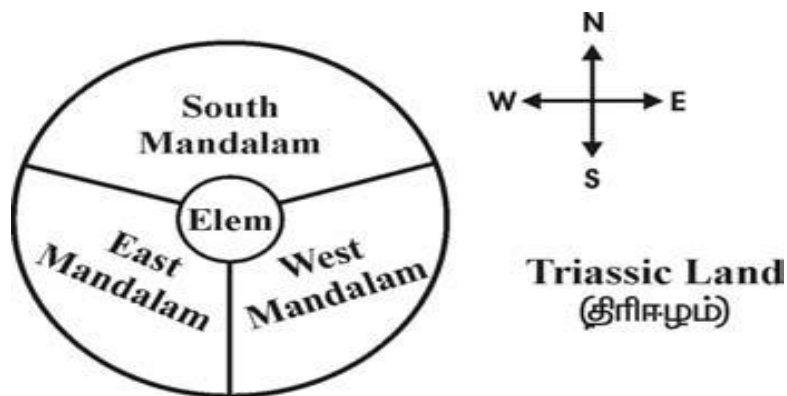 South
Mandalam
Elem
East
Mandalam
West
Mandalam
N
W
E
S
Triassic Land
(திரிஈழம்)